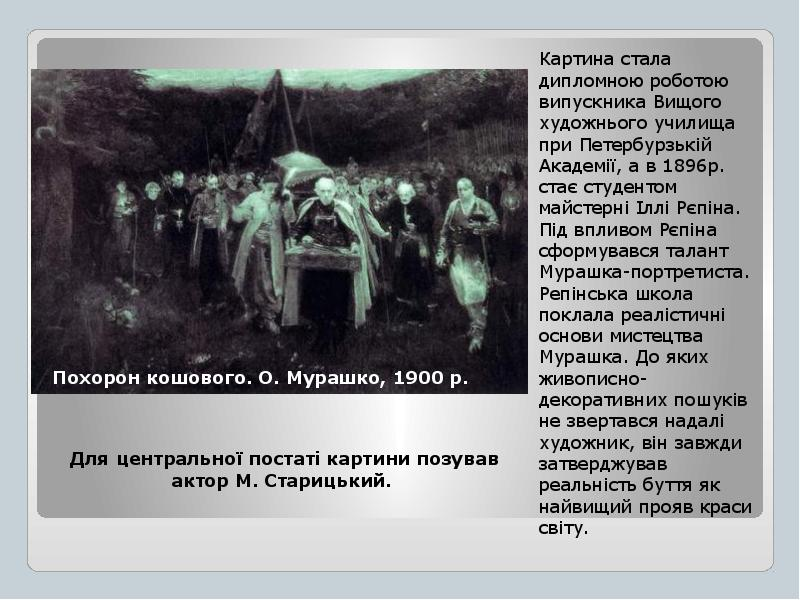 Картина стала
дипломною роботою
випускника Вищого
художнього училища
при Петербурзькій
Академії, а в 1896р.
стає студентом
майстерні Іллі Рєпіна.
Під впливом Рєпіна
сформувався талант
Мурашка-портретиста.
Репінська школа
поклала реалістичні
основи мистецтва
Мурашка. До яких
живописно-
декоративних пошуків
не звертався надалі
художник, він завжди
затверджував
реальність буття як
найвищий прояв краси
світу.
Похорон кошового. О. Мурашко, 1900 р.
Для центральної постаті картини позував
актор М. Старицький.